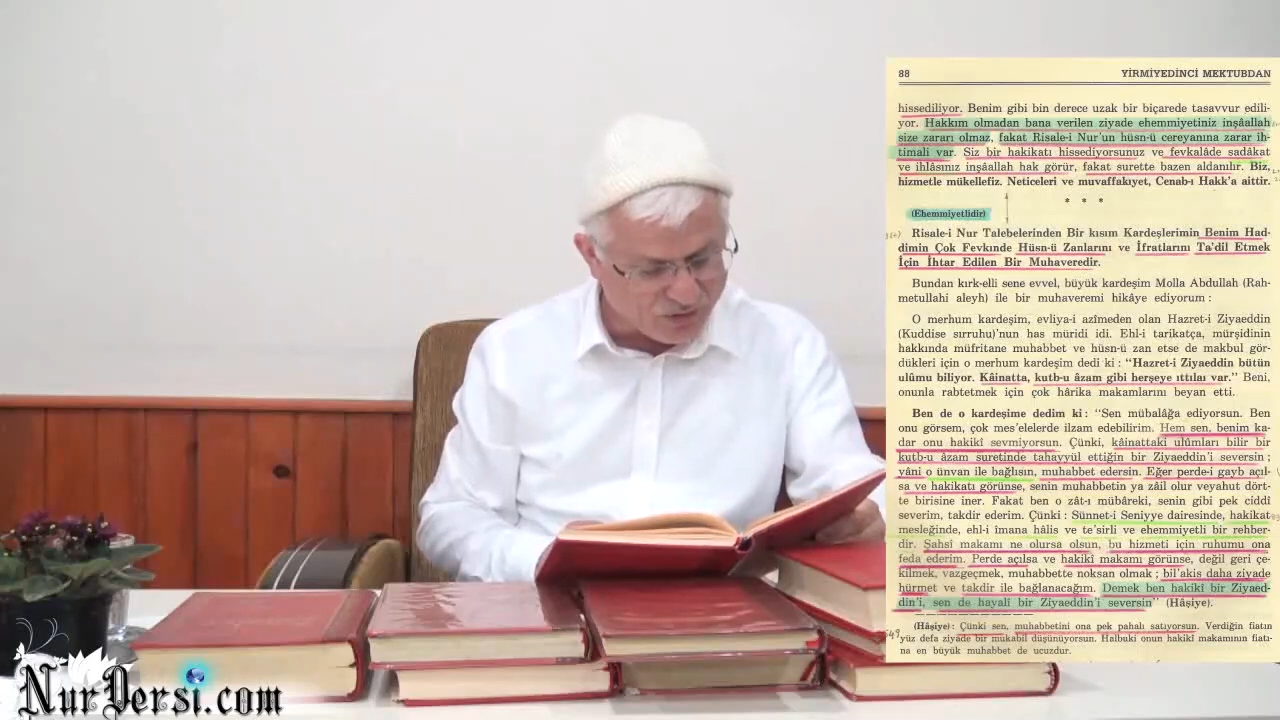 88 YİRMİYEDİNCİ MEKTUBDAN
hissediliyor. Benim gibi bin derece uzak bir biçarede tasavvur edili-
yor. Hakkım olmadan bana verilen ziyade ehemmiyetiniz inşâallah
size zararı olmaz, fakat Risale-i Nur'un hüsn-ü cereyanına zarar ih-
timali var. Siz bir hakikatı hissediyorsunuz ve fevkalâde sadâkat
ve ihlâsınız inşâallah hak görür, fakat surette bazen aldanılır. Biz,
hizmetle mükellefiz. Neticeleri ve muvaffakıyet, Cenab-ı Hakk'a aittir.
* * *
(Ehemmiyetlidir)
Risale-i Nur Talebelerinden Bir kısım Kardeşlerimin Benim Had-
dimin Çok Fevkınde Hüsn-ü Zanlarını ve İfratlarını Ta'dil Etmek
İçin İhtar Edilen Bir Muhaveredir.
Bundan kırk-elli sene evvel, büyük kardeşim Molla Abdullah (Rah-
metullahi aleyh) ile bir muhaveremi hikâye ediyorum :
O merhum kardeşim, evliya-i azîmeden olan Hazret-i Ziyaeddin
(Kuddise sırruhu)'nun has müridi idi. Ehl-i tarikatça, mürşidinin
hakkında müfritane muhabbet ve hüsn-ü zan etse de makbul gör-
dükleri için o merhum kardeşim dedi ki : "Hazret-i Ziyaeddin bütün
ulûmu biliyor. Kâinatta, kutb-u âzam gibi herşeye ıttılaı var." Beni,
onunla rabtetmek için çok hârika makamlarını beyan etti.
Ben de o kardeşime dedim ki : "Sen mübalâğa ediyorsun. Ben
onu görsem, çok mes'elelerde ilzam edebilirim. Hem sen, benim ka-
dar onu hakikî sevmiyorsun. Çünki, kâinattaki ulûmları bilir bir
kutb-u âzam suretinde tahayyül ettiğin bir Ziyaeddin'i seversin ;
yâni o ünvan ile bağlısın, muhabbet edersin. Eğer perde-i gayb açıl-
sa ve hakikatı görünse, senin muhabbetin ya zâil olur veyahut dört-
te birisine iner. Fakat ben o zât-ı mübâreki, senin gibi pek ciddî
severim, takdir ederim. Çünki : Sünnet-i Seniyye dairesinde, hakikat
mesleğinde, ehl-i îmana hâlis ve te'sirli ve ehemmiyetli bir rehber-
dir. Şahsî makamı ne olursa olsun, bu hizmeti için ruhumu ona
feda ederim. Perde açılsa ve hakikî makamı görünse, değil geri çe-
kilmek, vazgeçmek, muhabbette noksan olmak ; bil'akis daha ziyade
hürmet ve takdir ile bağlanacağım. Demek ben hakikî bir Ziyaed-
din'i, sen de hayalî bir Ziyaeddin'i seversin" (Hâşiye).
(Hâşiye) : Çünki sen, muhabbetini ona pek pahalı satıyorsun. Verdiğin fiatın
yüz defa ziyade bir mükabil düşünüyorsun. Halbuki onun hakikî makamının fiatı-
na en büyük muhabbet de ucuzdur.
NurDersi.com